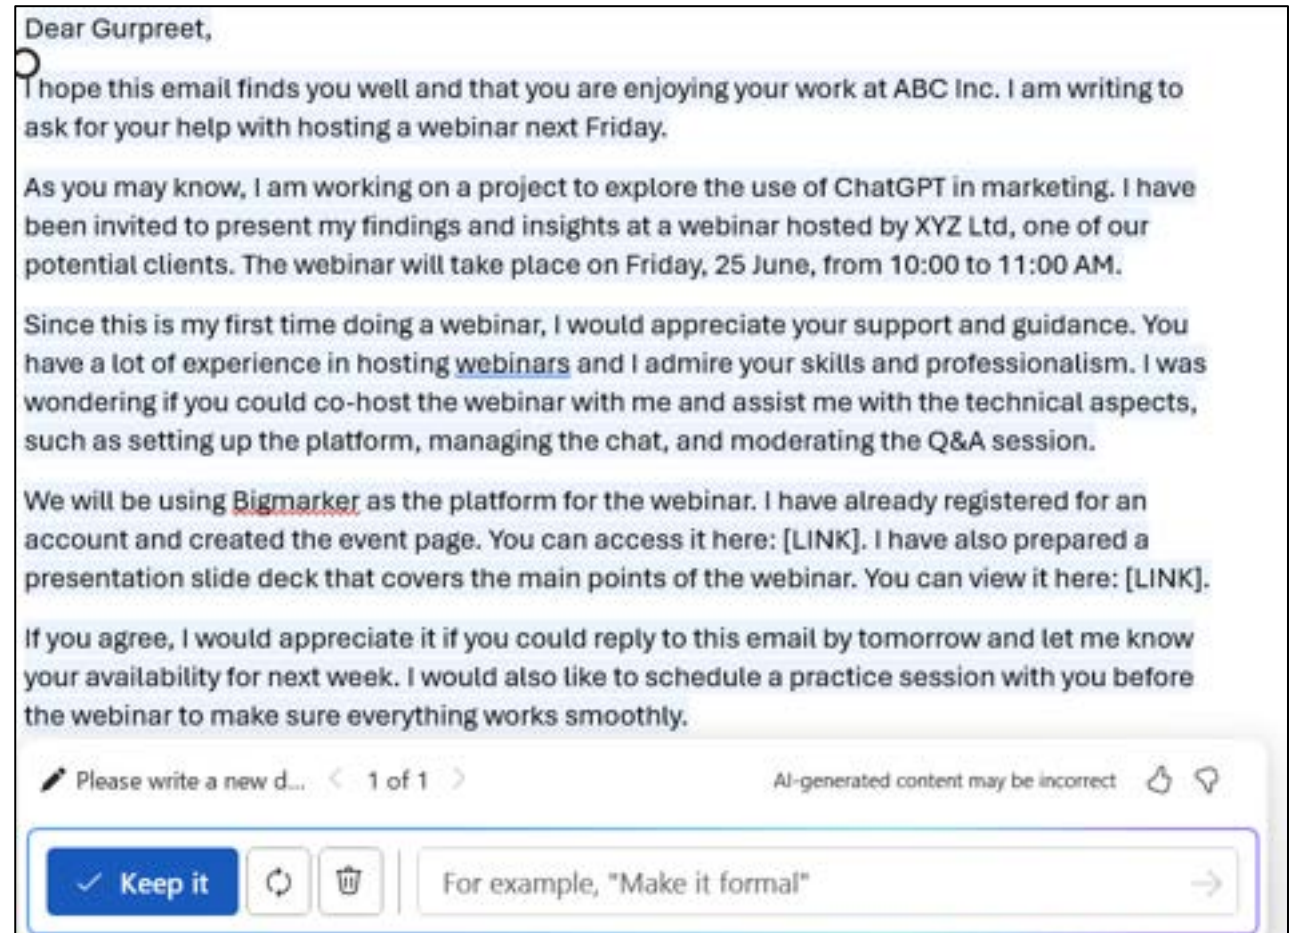 Dear Gurpreet,
I hope this email finds you well and that you are enjoying your work at ABC Inc. I am writing to
ask for your help with hosting a webinar next Friday.
As you may know, I am working on a project to explore the use of ChatGPT in marketing. I have
been invited to present my findings and insights at a webinar hosted by XYZ Ltd, one of our
potential clients. The webinar will take place on Friday, 25 June, from 10:00 to 11:00 AM.
Since this is my first time doing a webinar, I would appreciate your support and guidance. You
have a lot of experience in hosting webinars and I admire your skills and professionalism. I was
wondering if you could co-host the webinar with me and assist me with the technical aspects,
such as setting up the platform, managing the chat, and moderating the Q&A session.
We will be using Bigmarker as the platform for the webinar. I have already registered for an
account and created the event page. You can access it here: [LINK]. I have also prepared a
presentation slide deck that covers the main points of the webinar. You can view it here: [LINK].
If you agree, I would appreciate it if you could reply to this email by tomorrow and let me know
your availability for next week. I would also like to schedule a practice session with you before
the webinar to make sure everything works smoothly.
Please write a new d... < 1 of 1 > AI-generated content may be incorrect
Keep it For example, "Make it formal"